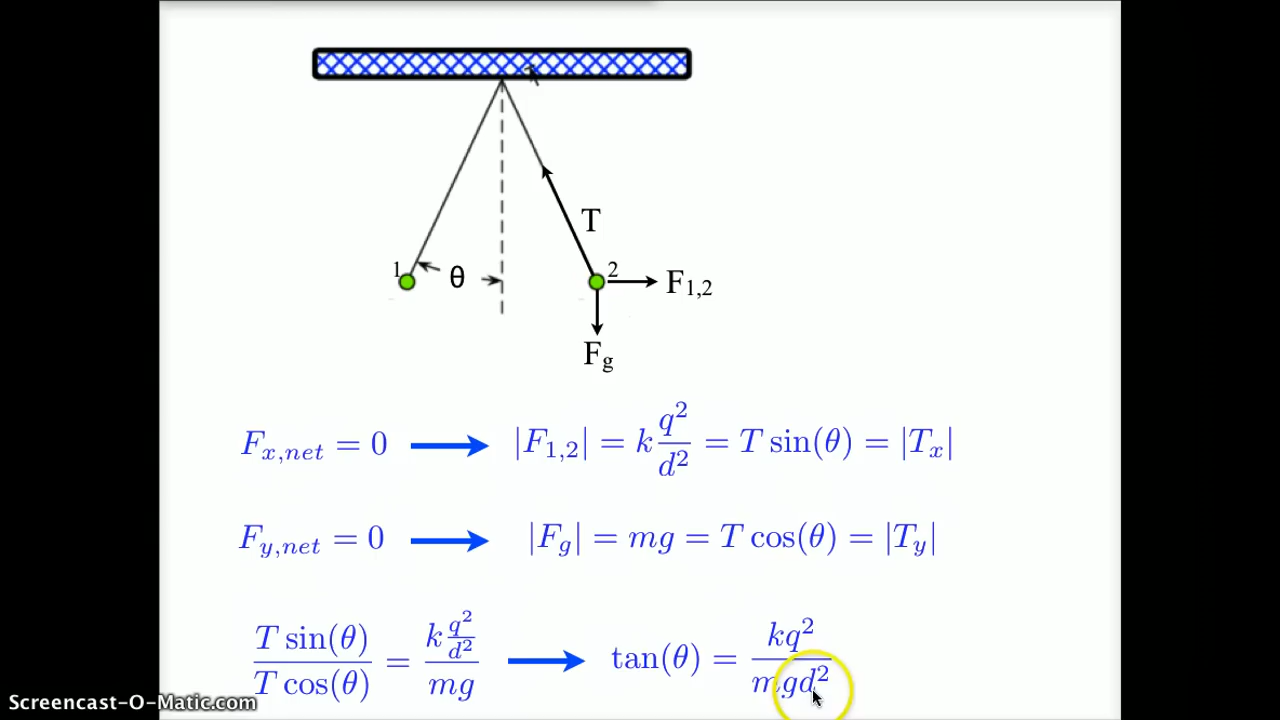 T
1
θ
2
F1,2
Fg
Fx,net = 0 → |F1,2| = k q²/d² = T sin(θ) = |Tx|
Fy,net = 0 → |Fg| = mg = T cos(θ) = |Ty|
T sin(θ)/T cos(θ) = k q²/d² / mg → tan(θ) = kq²/mgd²
Screencast-O-Matic.com